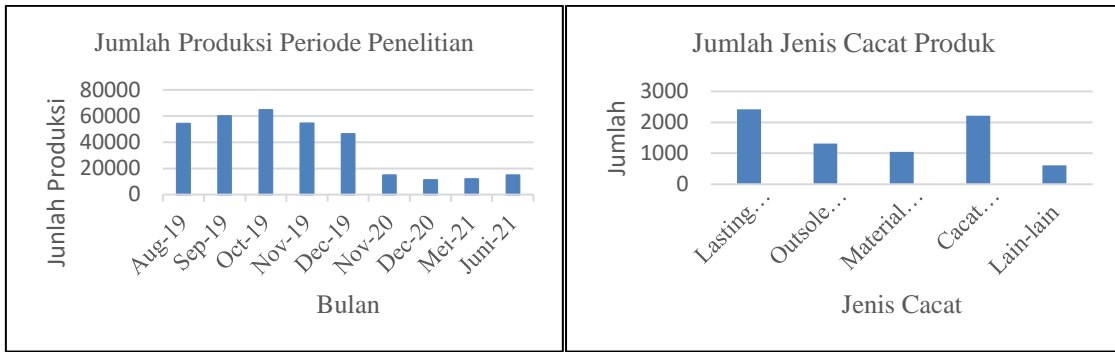 Jumlah Produksi Periode Penelitian
Junlah Produksi
80000
60000
40000
20000
0
Aug-19
Sep-19
Oct-19
Nov-19
Dec-19
Nov-20
Dec-20
Mei-21
Juni-21
Bulan
Jumlah Jenis Cacat Produk
Jumlah
3000
2000
1000
0
Lasting…
Outsole…
Material…
Cacat…
Lain-lain
Jenis Cacat